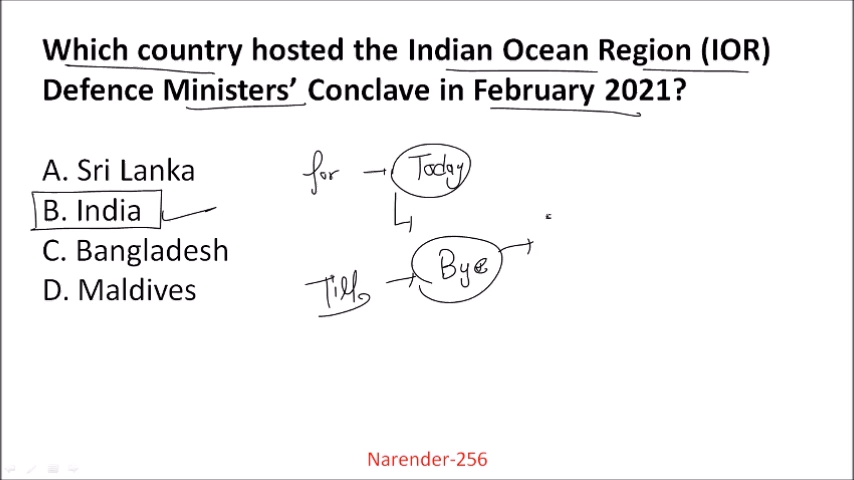 Which country hosted the Indian Ocean Region (IOR)
Defence Ministers’ Conclave in February 2021?
A. Sri Lanka
B. India
C. Bangladesh
D. Maldives
for → Today
Bye
Narender-256